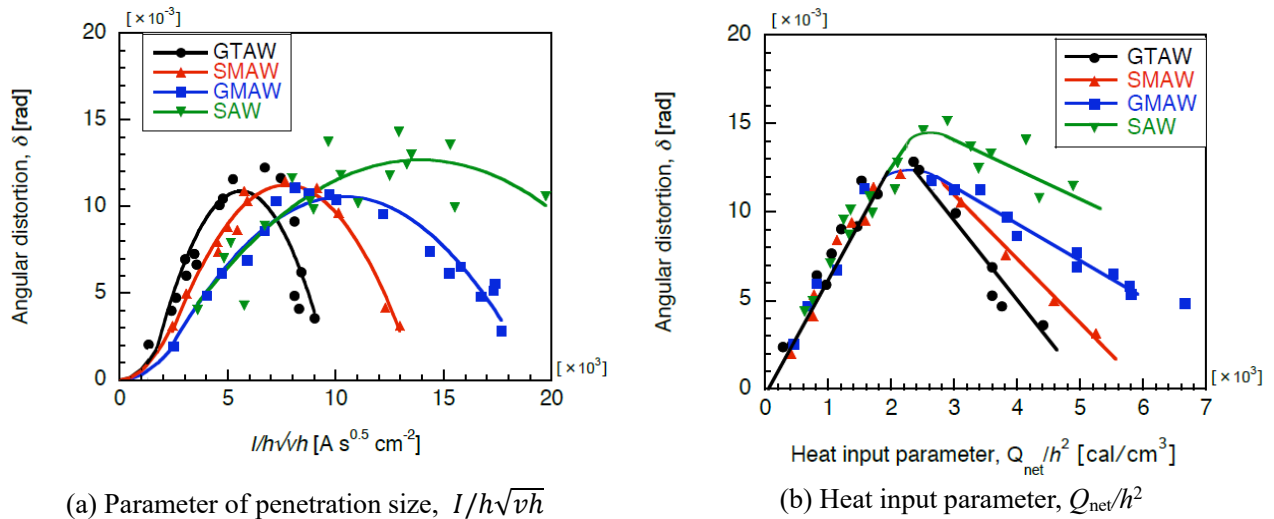 [×10⁻³]
20
15
10
5
0
Angular distortion, δ [rad]
GTAW
SMAW
GMAW
SAW
0 5 10 15 20
[×10³]
I/h√vh [A s⁰·⁵ cm⁻²]
(a) Parameter of penetration size, I/h√vh
[×10⁻³]
20
15
10
5
0
Angular distortion, δ [rad]
GTAW
SMAW
GMAW
SAW
[×10³]
0 1 2 3 4 5 6 7
Heat input parameter, Qnet/h² [cal/cm³]
(b) Heat input parameter, Qnet/h²